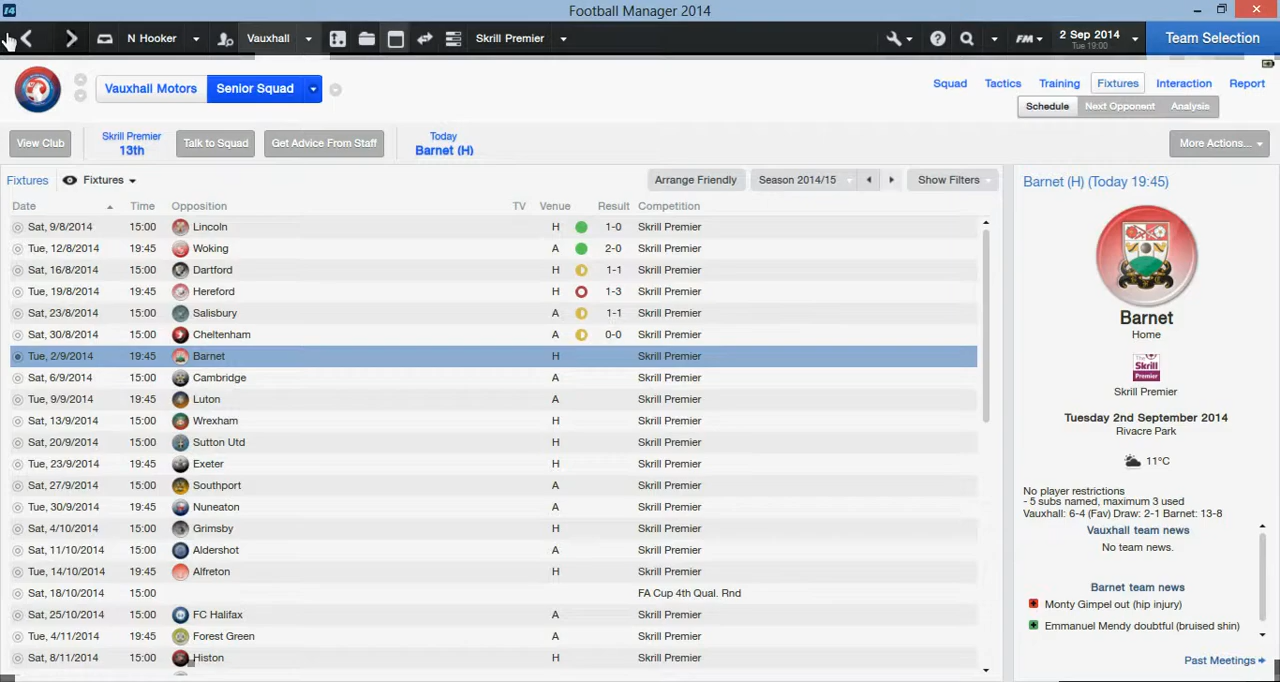 Football Manager 2014
N Hooker Vauxhall Skrill Premier FM 2 Sep 2014 Tue 19:00 Team Selection
Vauxhall Motors Senior Squad Squad Tactics Training Fixtures Interaction Report
Schedule Next Opponent Analysis
View Club Skrill Premier 13th Talk to Squad Get Advice From Staff Today Barnet (H) More Actions...
Fixtures Fixtures Arrange Friendly Season 2014/15 Show Filters
Date Time Opposition TV Venue Result Competition
Sat, 9/8/2014 15:00 Lincoln H 1-0 Skrill Premier
Tue, 12/8/2014 19:45 Woking A 2-0 Skrill Premier
Sat, 16/8/2014 15:00 Dartford H 1-1 Skrill Premier
Tue, 19/8/2014 19:45 Hereford H 1-3 Skrill Premier
Sat, 23/8/2014 15:00 Salisbury A 1-1 Skrill Premier
Sat, 30/8/2014 15:00 Cheltenham A 0-0 Skrill Premier
Tue, 2/9/2014 19:45 Barnet H Skrill Premier
Sat, 6/9/2014 15:00 Cambridge A Skrill Premier
Tue, 9/9/2014 19:45 Luton A Skrill Premier
Sat, 13/9/2014 15:00 Wrexham H Skrill Premier
Sat, 20/9/2014 15:00 Sutton Utd H Skrill Premier
Tue, 23/9/2014 19:45 Exeter H Skrill Premier
Sat, 27/9/2014 15:00 Southport A Skrill Premier
Tue, 30/9/2014 19:45 Nuneaton A Skrill Premier
Sat, 4/10/2014 15:00 Grimsby H Skrill Premier
Sat, 11/10/2014 15:00 Aldershot A Skrill Premier
Tue, 14/10/2014 19:45 Alfreton H Skrill Premier
Sat, 18/10/2014 15:00 FA Cup 4th Qual. Rnd
Sat, 25/10/2014 15:00 FC Halifax A Skrill Premier
Tue, 4/11/2014 19:45 Forest Green A Skrill Premier
Sat, 8/11/2014 15:00 Histon H Skrill Premier
Barnet (H) (Today 19:45)
Barnet
Home
Skrill Premier
Skrill Premier
Tuesday 2nd September 2014
Rivacre Park
11°C
No player restrictions
- 5 subs named, maximum 3 used
Vauxhall: 6-4 (Fav) Draw: 2-1 Barnet: 13-8
Vauxhall team news
No team news.
Barnet team news
Monty Gimpel out (hip injury)
Emmanuel Mendy doubtful (bruised shin)
Past Meetings